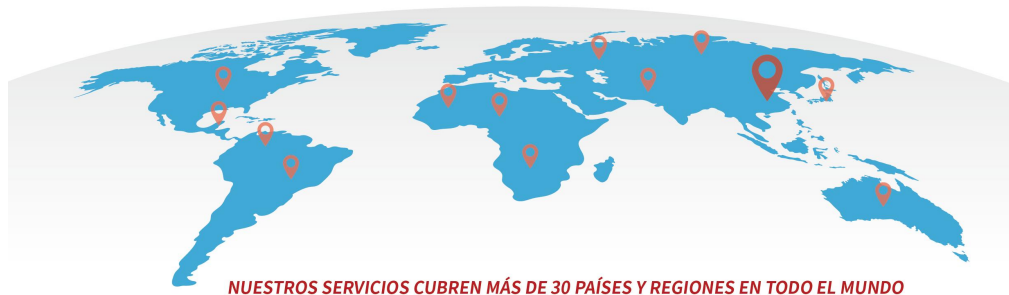 NUESTROS SERVICIOS CUBREN MÁS DE 30 PAÍSES Y REGIONES EN TODO EL MUNDO